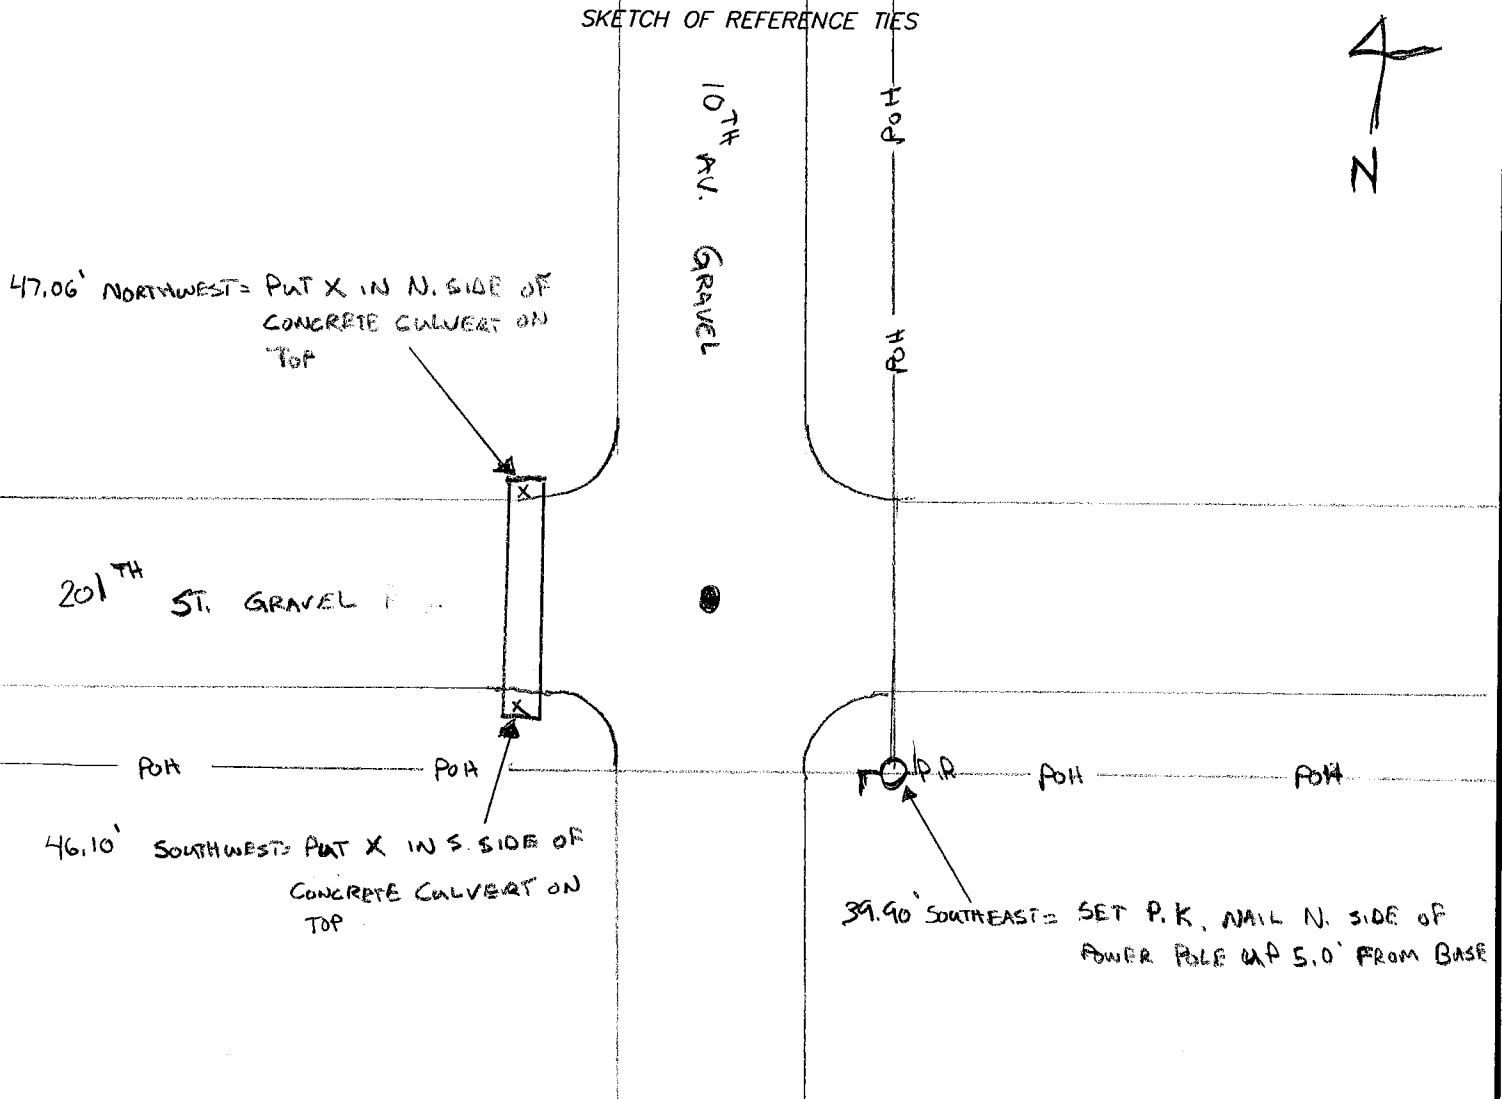 SKETCH OF REFERENCE TIES
10TH AV. GRAVEL
POH
POH
N
47.06' NORTHWEST= PUT X IN N. SIDE OF
CONCRETE CULVERT ON
TOP
X
201TH ST. GRAVEL
X
POH
POH
P.P.
POH
POH
46.10' SOUTHWEST= PUT X IN S. SIDE OF
CONCRETE CULVERT ON
TOP
39.90' SOUTHEAST= SET P.K. NAIL N. SIDE OF
POWER POLE UP 5.0' FROM BASE